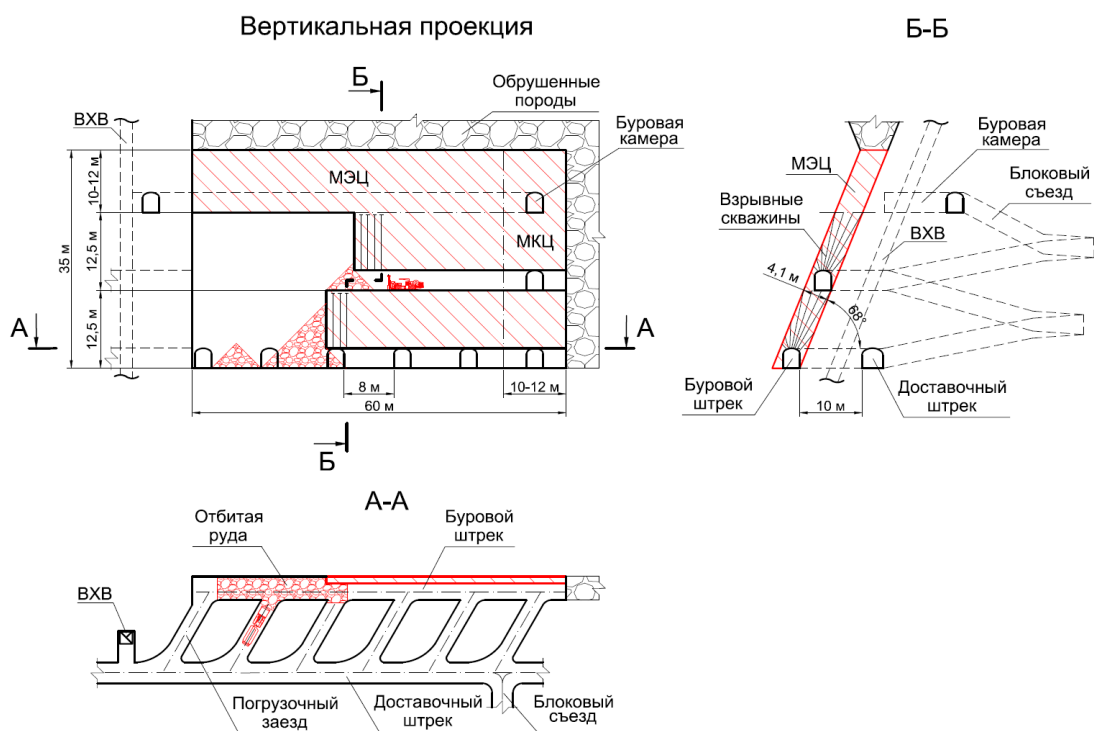 Вертикальная проекция
Б-Б
Б
Обрушенные
породы
ВХВ
Буровая
камера
МЭЦ
МКЦ
10-12 м
12,5 м
12,5 м
35 м
А
А
8 м
10-12 м
60 м
Б
Буровая
камера
МЭЦ
Блоковый
съезд
Взрывные
скважины
ВХВ
4,1 м
68°
Буровой
штрек
10 м
Доставочный
штрек
А-А
Отбитая
руда
Буровой
штрек
ВХВ
Погрузочный
заезд
Доставочный
штрек
Блоковый
съезд